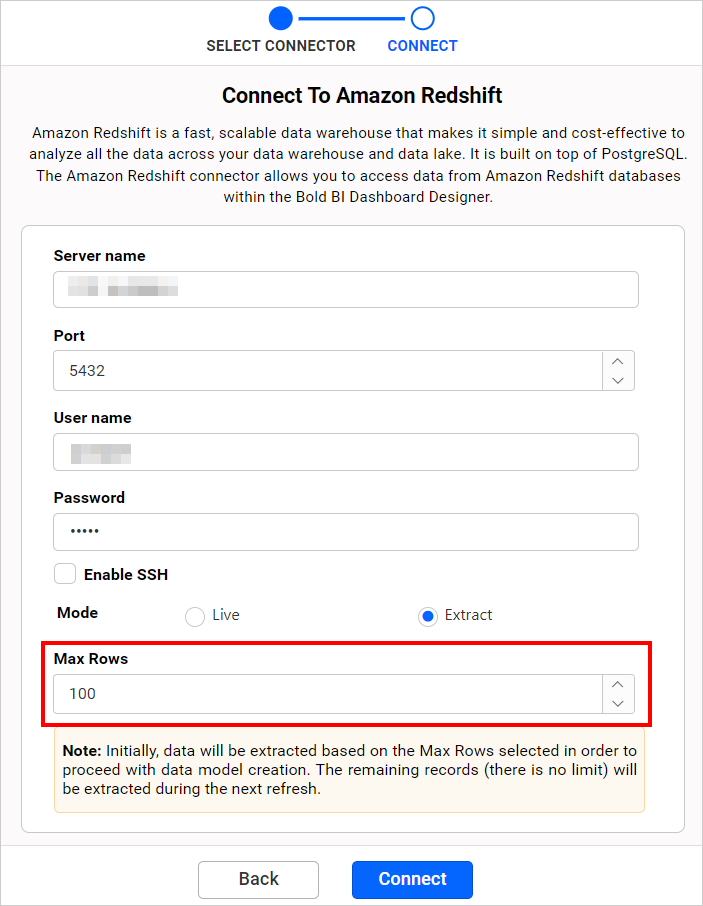 SELECT CONNECTOR CONNECT
Connect To Amazon Redshift
Amazon Redshift is a fast, scalable data warehouse that makes it simple and cost-effective to
analyze all the data across your data warehouse and data lake. It is built on top of PostgreSQL.
The Amazon Redshift connector allows you to access data from Amazon Redshift databases
within the Bold BI Dashboard Designer.
Server name
Port
5432
User name
Password
•••••
Enable SSH
Mode Live Extract
Max Rows
100
Note: Initially, data will be extracted based on the Max Rows selected in order to
proceed with data model creation. The remaining records (there is no limit) will
be extracted during the next refresh.
Back Connect